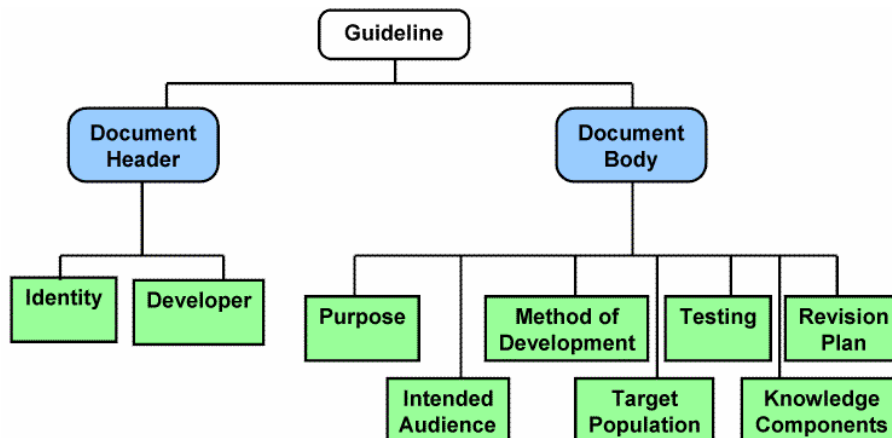 Guideline
Document
Header
Document
Body
Identity
Developer
Purpose
Method of
Development
Testing
Revision
Plan
Intended
Audience
Target
Population
Knowledge
Components